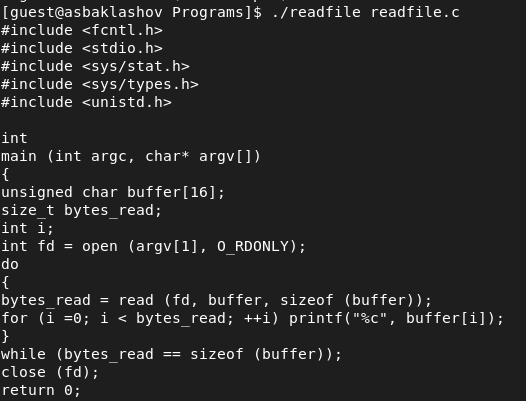 [guest@asbaklashov Programs]$ ./readfile readfile.c
#include <fcntl.h>
#include <stdio.h>
#include <sys/stat.h>
#include <sys/types.h>
#include <unistd.h>

int
main (int argc, char* argv[])
{
unsigned char buffer[16];
size_t bytes_read;
int i;
int fd = open (argv[1], O_RDONLY);
do
{
bytes_read = read (fd, buffer, sizeof (buffer));
for (i =0; i < bytes_read; ++i) printf("%c", buffer[i]);
}
while (bytes_read == sizeof (buffer));
close (fd);
return 0;